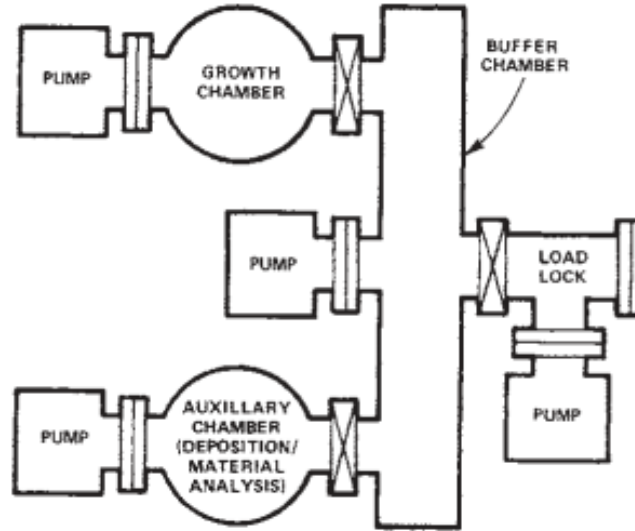 PUMP
GROWTH
CHAMBER
BUFFER
CHAMBER
PUMP
LOAD
LOCK
PUMP
AUXILLARY
CHAMBER
(DEPOSITION/
MATERIAL
ANALYSIS)
PUMP